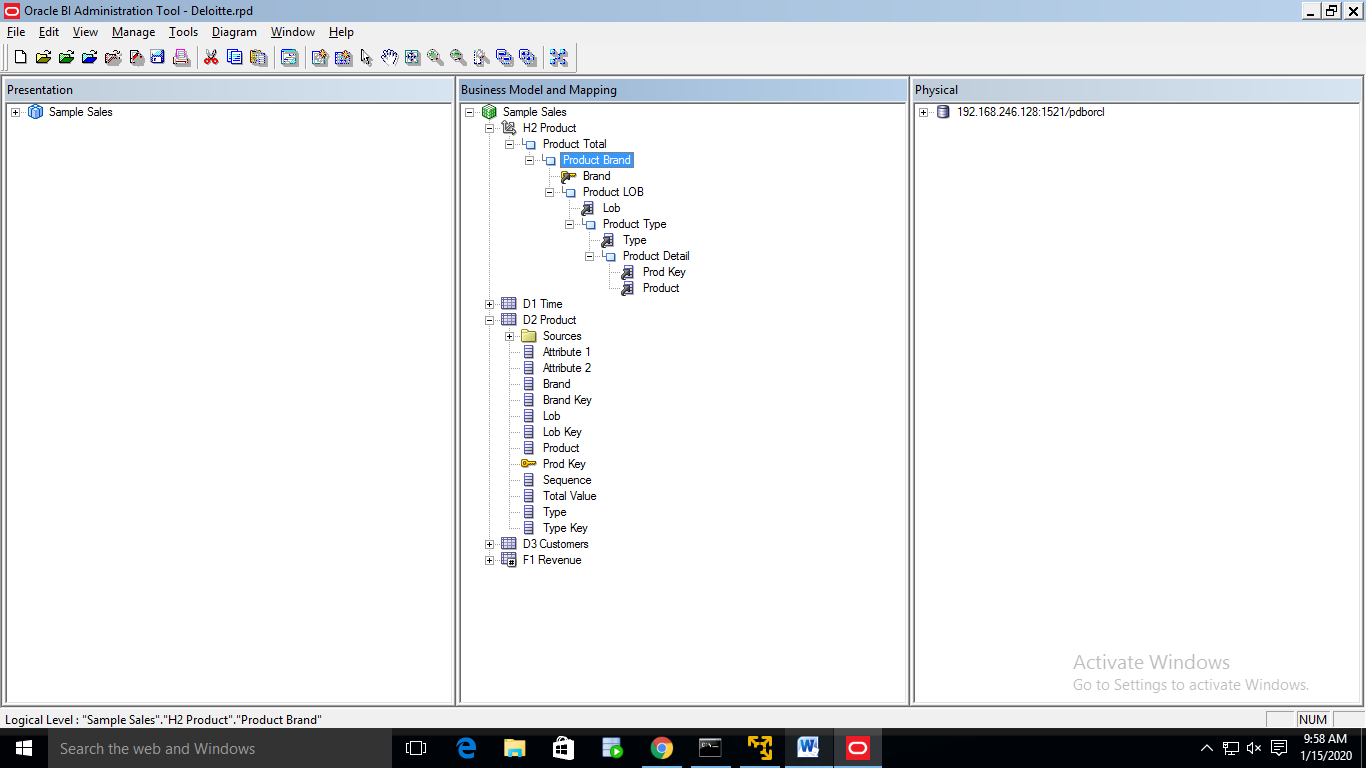 Oracle BI Administration Tool - Deloitte.rpd
File Edit View Manage Tools Diagram Window Help
Presentation
Sample Sales
Business Model and Mapping
Sample Sales
H2 Product
Product Total
Product Brand
Brand
Product LOB
Lob
Product Type
Type
Product Detail
Prod Key
Product
D1 Time
D2 Product
Sources
Attribute 1
Attribute 2
Brand
Brand Key
Lob
Lob Key
Product
Prod Key
Sequence
Total Value
Type
Type Key
D3 Customers
F1 Revenue
Physical
192.168.246.128:1521/pdborcl
Activate Windows
Go to Settings to activate Windows.
Logical Level : "Sample Sales"."H2 Product"."Product Brand"
NUM
Search the web and Windows
9:58 AM
1/15/2020